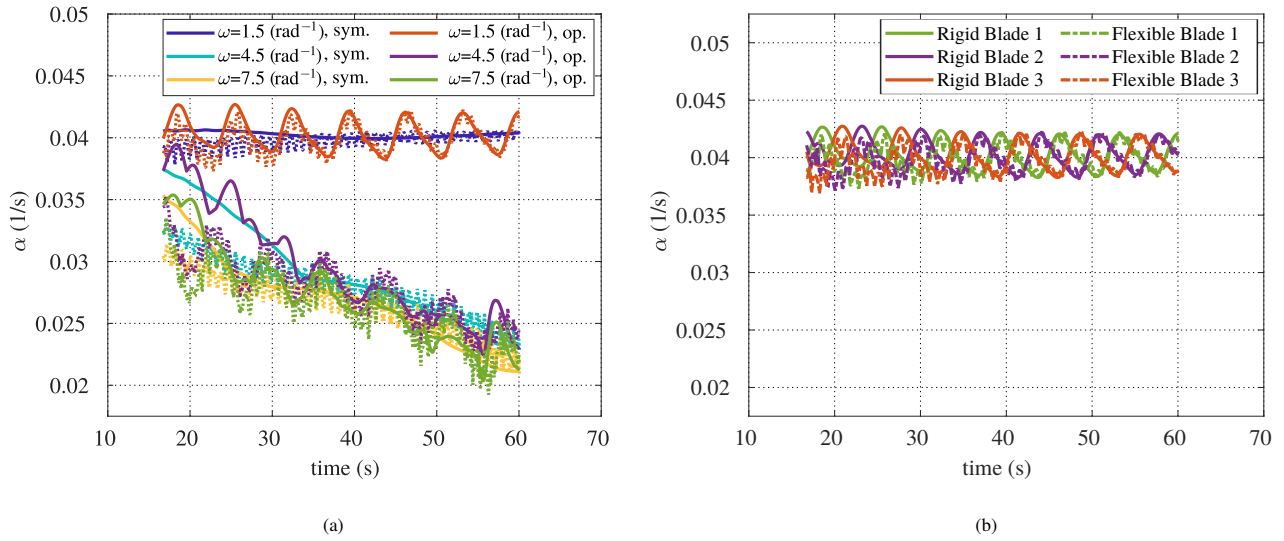 0.05
0.045
0.04
0.035
0.03
0.025
0.02
α (1/s)
ω=1.5 (rad⁻¹), sym.
ω=4.5 (rad⁻¹), sym.
ω=7.5 (rad⁻¹), sym.
ω=1.5 (rad⁻¹), op.
ω=4.5 (rad⁻¹), op.
ω=7.5 (rad⁻¹), op.
10 20 30 40 50 60 70
time (s)
(a)
0.05
0.045
0.04
0.035
0.03
0.025
0.02
α (1/s)
Rigid Blade 1
Rigid Blade 2
Rigid Blade 3
Flexible Blade 1
Flexible Blade 2
Flexible Blade 3
10 20 30 40 50 60 70
time (s)
(b)